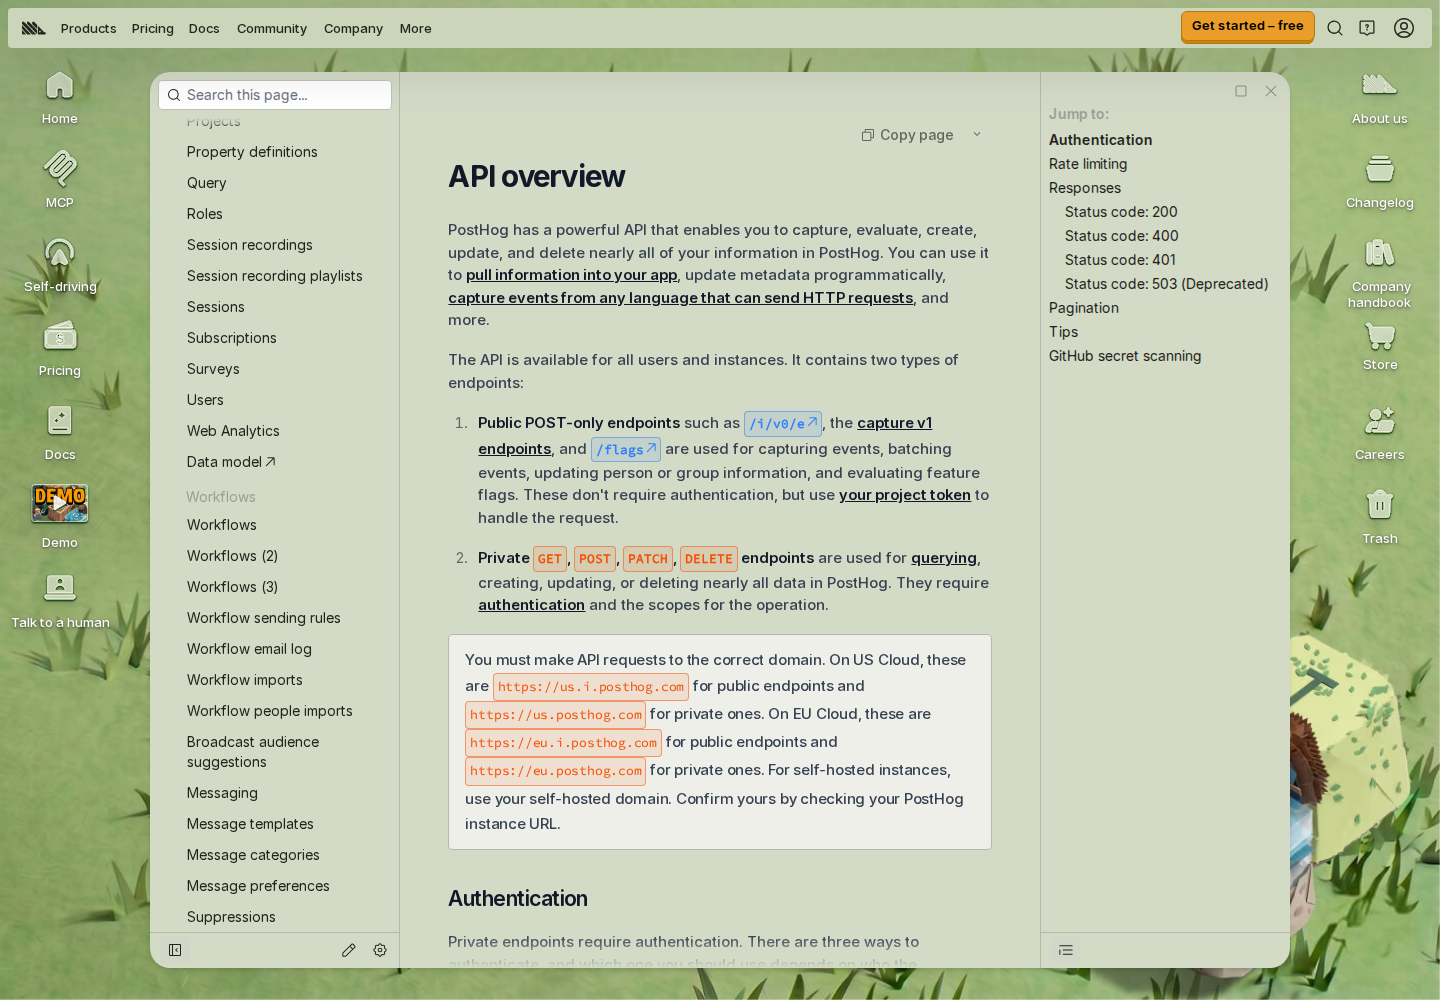 Products Pricing Docs Community Company More
Get started – free
Home
MCP
Self-driving
Pricing
Docs
DEMO
Demo
Talk to a human
Search this page...
Projects
Property definitions
Query
Roles
Session recordings
Session recording playlists
Sessions
Subscriptions
Surveys
Users
Web Analytics
Data model
Workflows
Workflows
Workflows (2)
Workflows (3)
Workflow sending rules
Workflow email log
Workflow imports
Workflow people imports
Broadcast audience
suggestions
Messaging
Message templates
Message categories
Message preferences
Suppressions
Copy page
API overview
PostHog has a powerful API that enables you to capture, evaluate, create,
update, and delete nearly all of your information in PostHog. You can use it
to pull information into your app, update metadata programmatically,
capture events from any language that can send HTTP requests, and
more.
The API is available for all users and instances. It contains two types of
endpoints:
1. Public POST-only endpoints such as /i/v0/e, the capture v1
endpoints, and /flags are used for capturing events, batching
events, updating person or group information, and evaluating feature
flags. These don't require authentication, but use your project token to
handle the request.
2. Private GET, POST, PATCH, DELETE endpoints are used for querying,
creating, updating, or deleting nearly all data in PostHog. They require
authentication and the scopes for the operation.
You must make API requests to the correct domain. On US Cloud, these
are https://us.i.posthog.com for public endpoints and
https://us.posthog.com for private ones. On EU Cloud, these are
https://eu.i.posthog.com for public endpoints and
https://eu.posthog.com for private ones. For self-hosted instances,
use your self-hosted domain. Confirm yours by checking your PostHog
instance URL.
Authentication
Private endpoints require authentication. There are three ways to
authenticate, and which one you should use depends on who the
Jump to:
Authentication
Rate limiting
Responses
Status code: 200
Status code: 400
Status code: 401
Status code: 503 (Deprecated)
Pagination
Tips
GitHub secret scanning
About us
Changelog
Company
handbook
Store
Careers
Trash